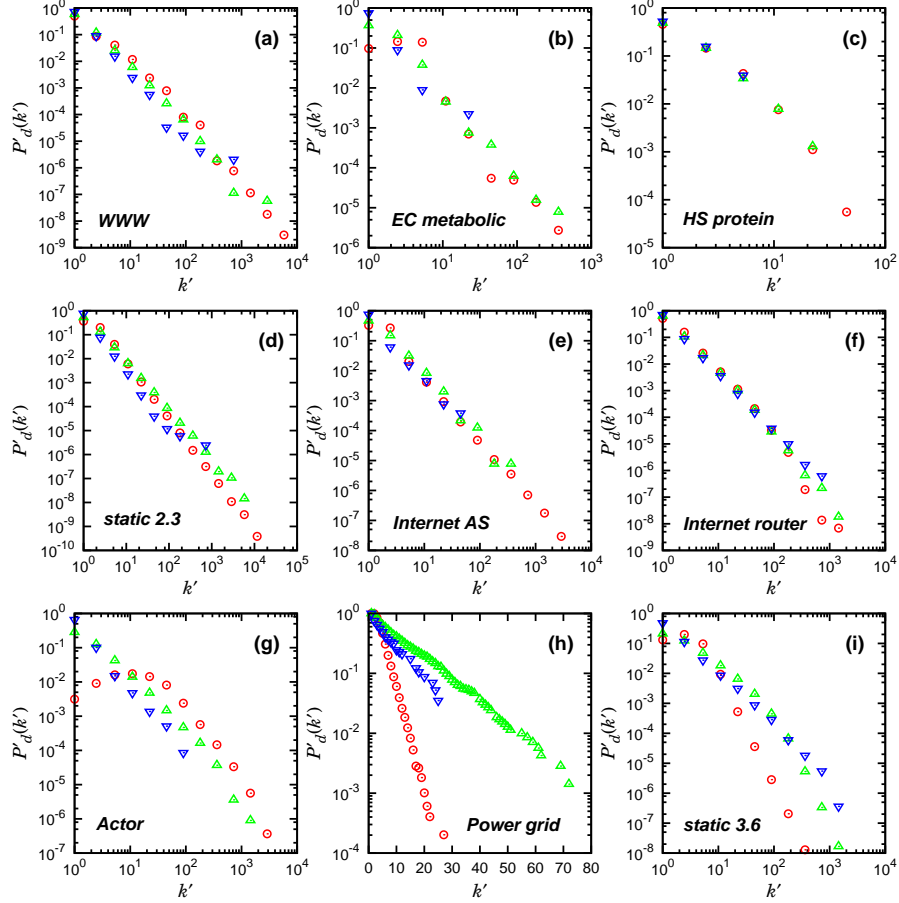 10⁰ 10⁻¹ 10⁻² 10⁻³ 10⁻⁴ 10⁻⁵ 10⁻⁶ 10⁻⁷ 10⁻⁸ 10⁻⁹
P'd(k')
(a)
WWW
10⁰ 10¹ 10² 10³ 10⁴
k'
10⁰ 10⁻¹ 10⁻² 10⁻³ 10⁻⁴ 10⁻⁵ 10⁻⁶
P'd(k')
(b)
EC metabolic
10⁰ 10¹ 10² 10³
k'
10⁰ 10⁻¹ 10⁻² 10⁻³ 10⁻⁴ 10⁻⁵
P'd(k')
(c)
HS protein
10⁰ 10¹ 10²
k'
10⁰ 10⁻¹ 10⁻² 10⁻³ 10⁻⁴ 10⁻⁵ 10⁻⁶ 10⁻⁷ 10⁻⁸ 10⁻⁹ 10⁻¹⁰
P'd(k')
(d)
static 2.3
10⁰ 10¹ 10² 10³ 10⁴ 10⁵
k'
10⁰ 10⁻¹ 10⁻² 10⁻³ 10⁻⁴ 10⁻⁵ 10⁻⁶ 10⁻⁷ 10⁻⁸
P'd(k')
(e)
Internet AS
10⁰ 10¹ 10² 10³ 10⁴
k'
10⁰ 10⁻¹ 10⁻² 10⁻³ 10⁻⁴ 10⁻⁵ 10⁻⁶ 10⁻⁷ 10⁻⁸ 10⁻⁹
P'd(k')
(f)
Internet router
10⁰ 10¹ 10² 10³ 10⁴
k'
10⁰ 10⁻¹ 10⁻² 10⁻³ 10⁻⁴ 10⁻⁵ 10⁻⁶ 10⁻⁷
P'd(k')
(g)
Actor
10⁰ 10¹ 10² 10³ 10⁴
k'
10⁰ 10⁻¹ 10⁻² 10⁻³ 10⁻⁴
P'd(k')
(h)
Power grid
0 10 20 30 40 50 60 70 80
k'
10⁰ 10⁻¹ 10⁻² 10⁻³ 10⁻⁴ 10⁻⁵ 10⁻⁶ 10⁻⁷ 10⁻⁸
P'd(k')
(i)
static 3.6
10⁰ 10¹ 10² 10³ 10⁴
k'